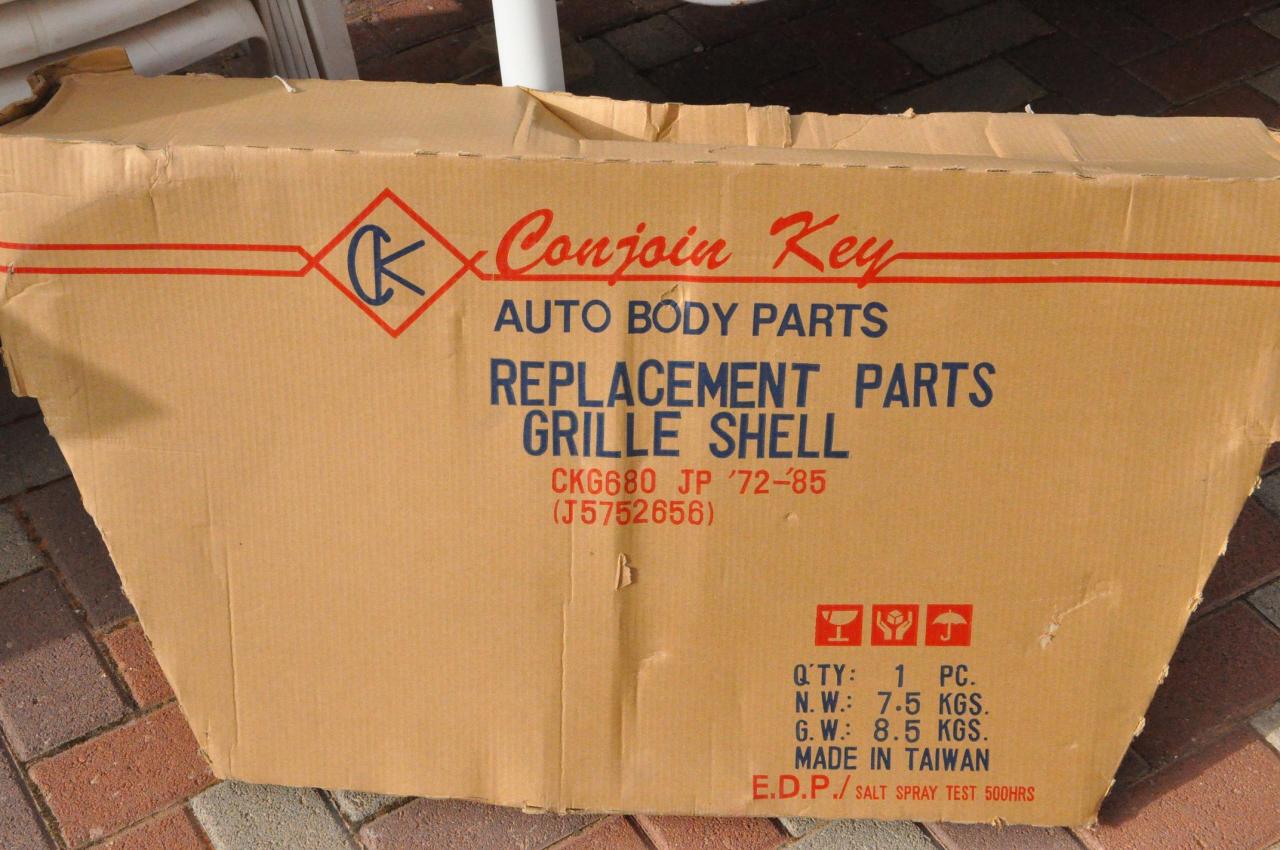 CK Conjoin Key
AUTO BODY PARTS
REPLACEMENT PARTS
GRILLE SHELL
CKG680 JP '72-'85
(J5752656)
Q'TY: 1 PC.
N.W.: 7.5 KGS.
G.W.: 8.5 KGS.
MADE IN TAIWAN
E.D.P./ SALT SPRAY TEST 500HRS